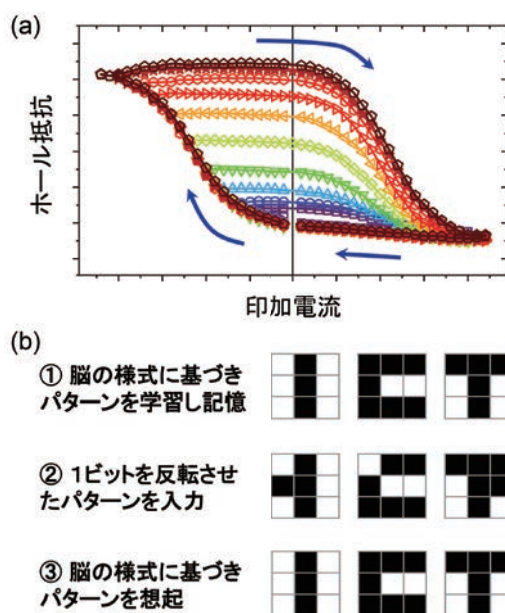 (a)
ホール抵抗
印加電流
(b)
① 脳の様式に基づき
パターンを学習し記憶
② 1ビットを反転させ
たパターンを入力
③ 脳の様式に基づき
パターンを想起